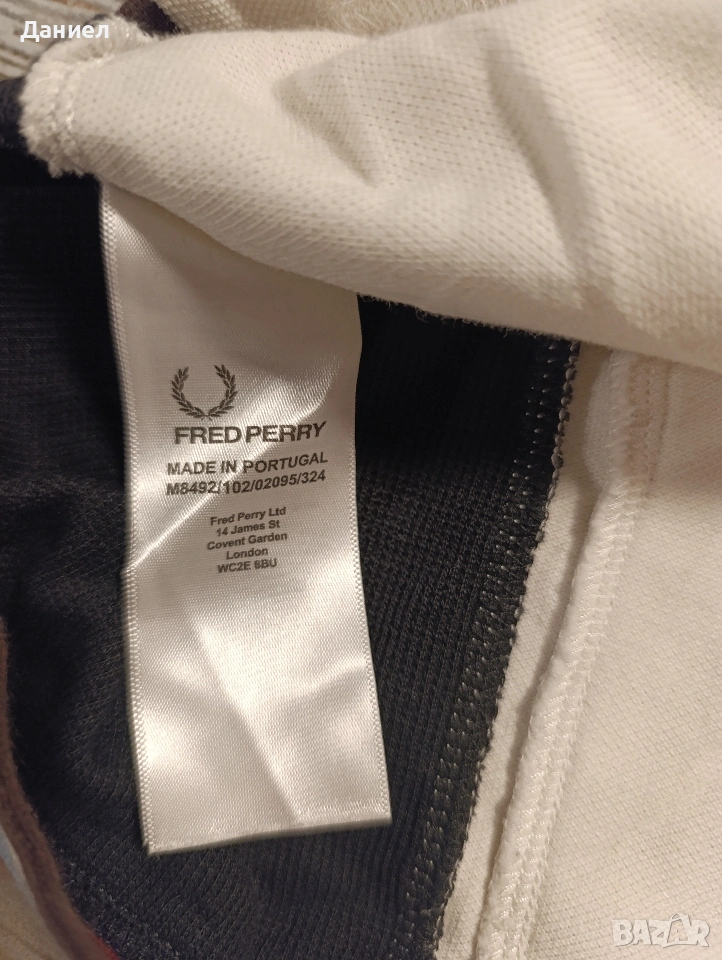 Даниел
FRED PERRY
MADE IN PORTUGAL
M8492/102/02095/324
Fred Perry Ltd
14 James St
Covent Garden
London
WC2E 8BU
BAZAR